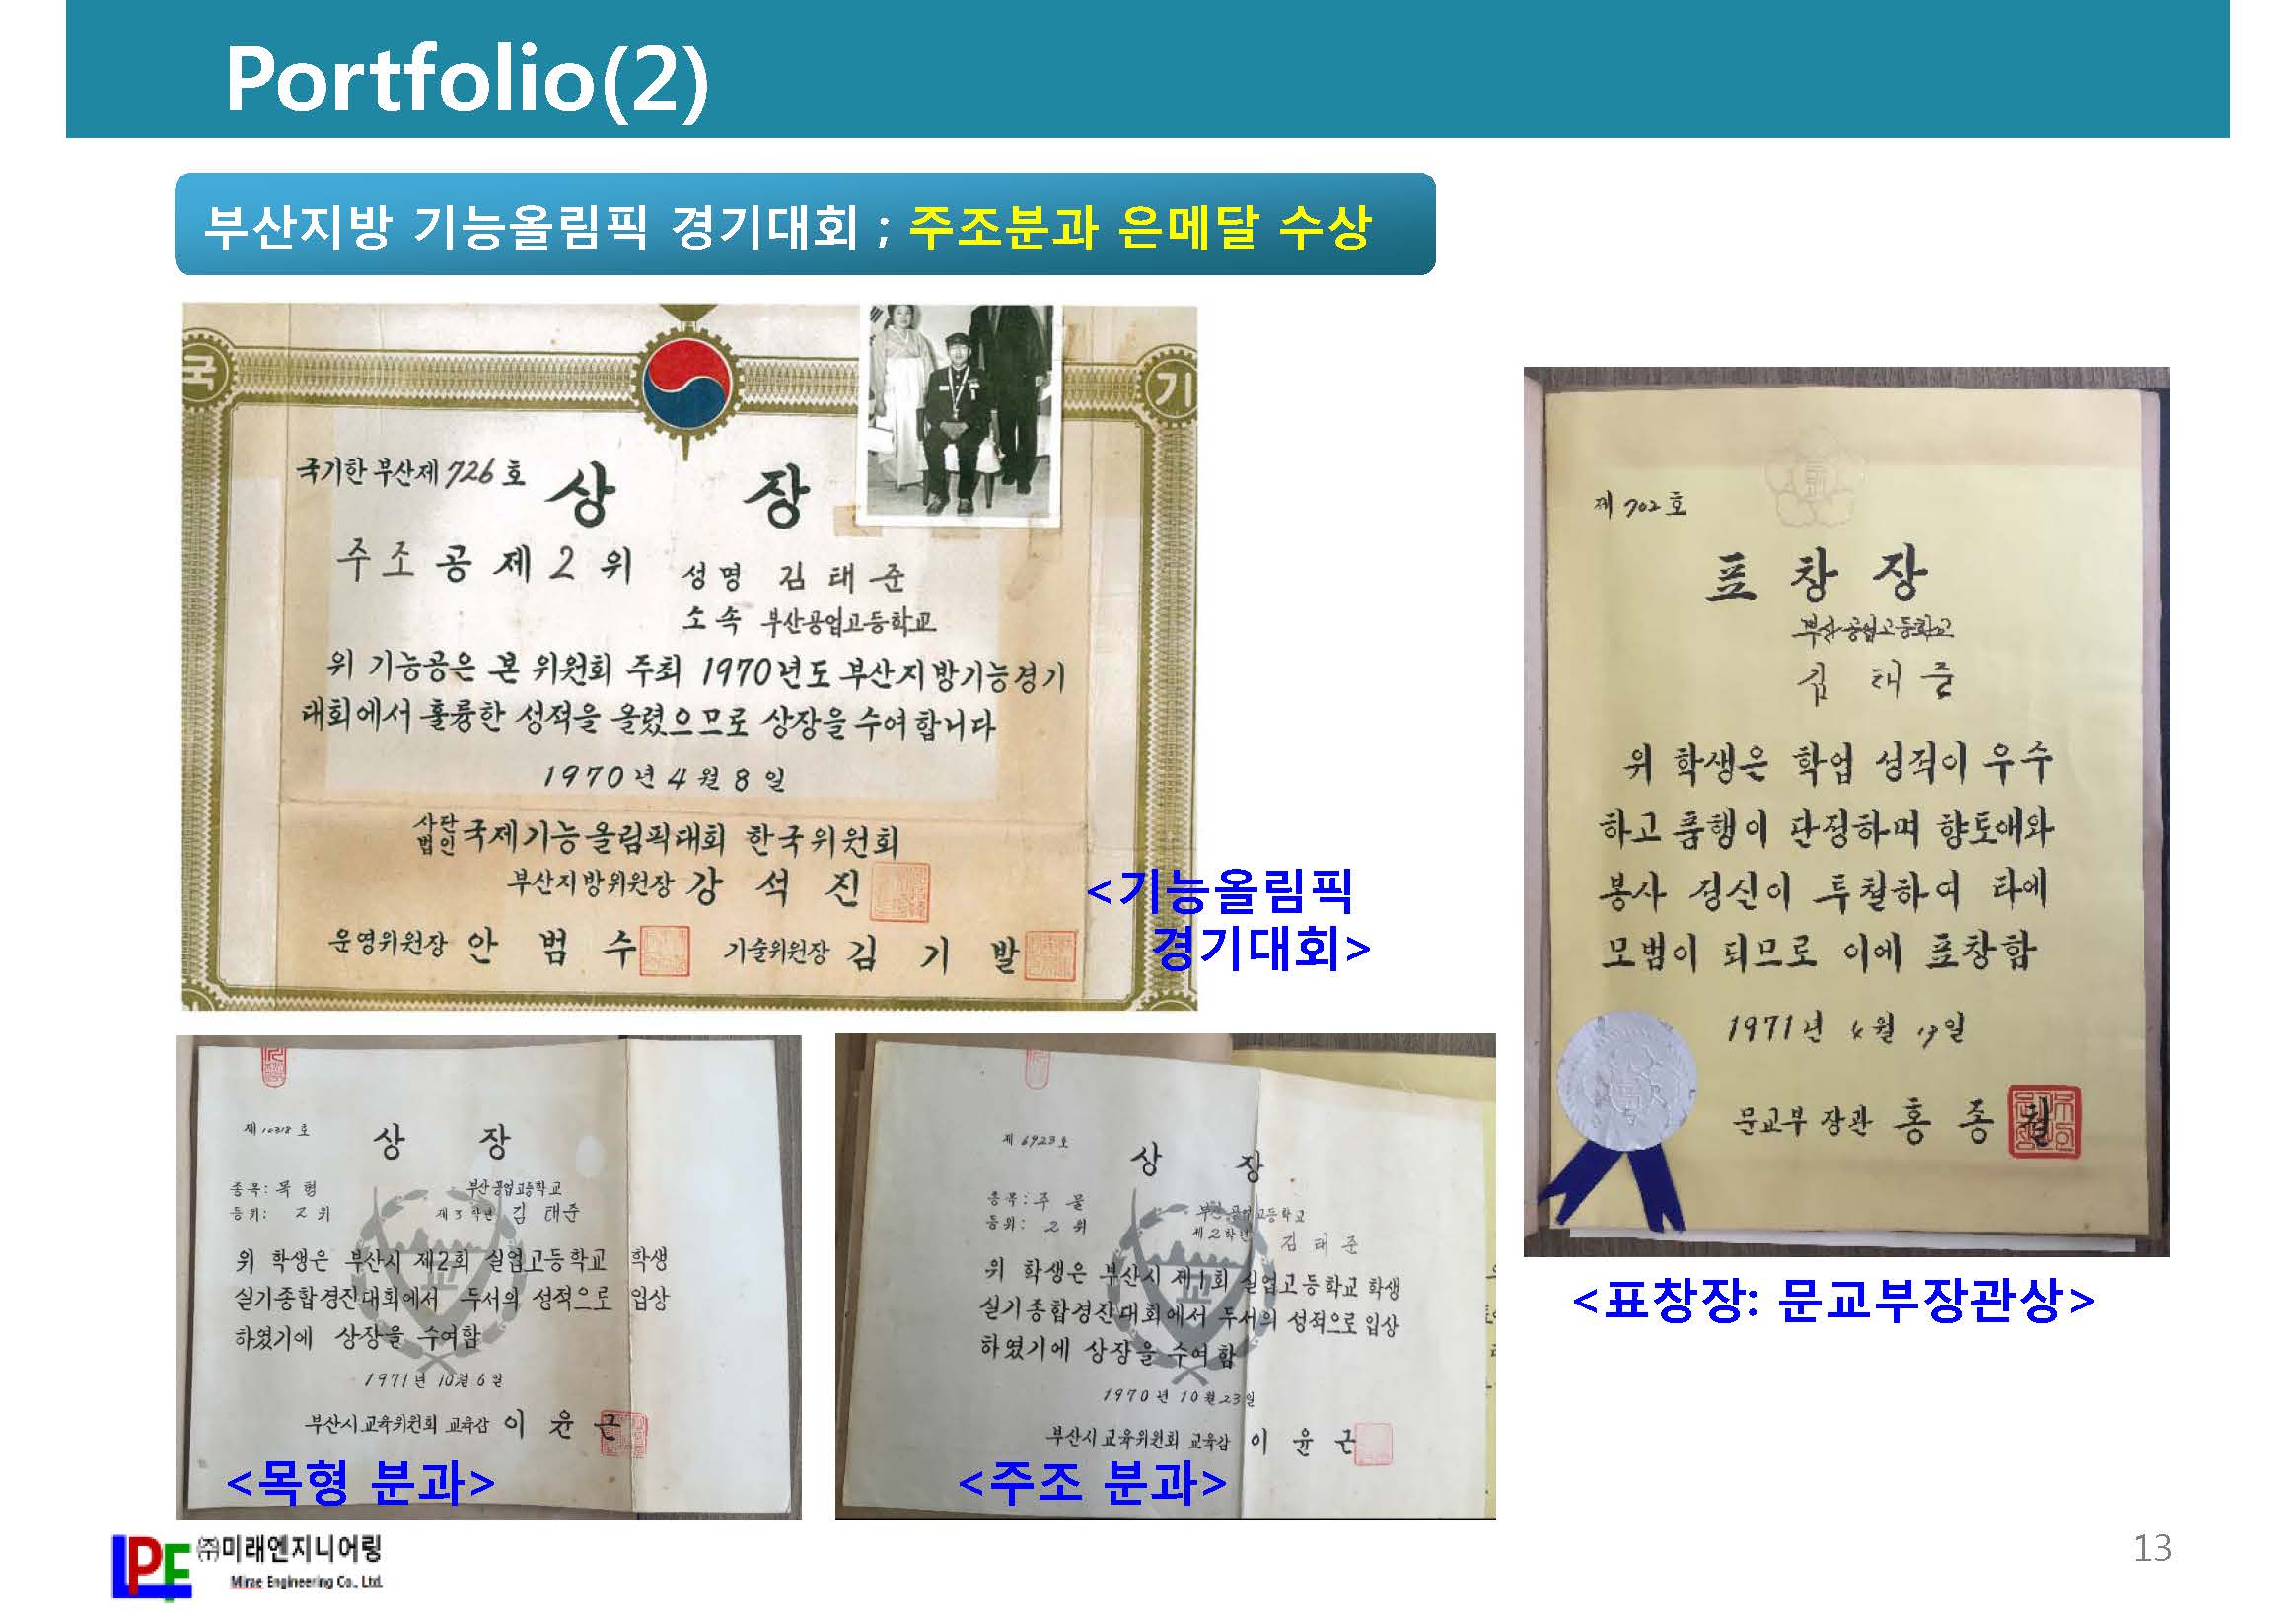 Portfolio(2)
부산지방 기능올림픽 경기대회 ; 주조분과 은메달 수상
국
기
국기한 부산제 726 호
상 장
주조공 제 2 위
성명 김태준
소속 부산공업고등학교
위 기능공은 본 위원회 주최 1970년도 부산지방기능경기
대회에서 훌륭한 성적을 올렸으므로 상장을 수여합니다
1970년 4월 8일
사단법인 국제기능올림픽대회 한국위원회
부산지방위원장 강석진
운영위원장 안범수 기술위원장 김기발
<기능올림픽
경기대회>
제 702 호
표창장
부산공업고등학교
김태준
위 학생은 학업 성적이 우수
하고 품행이 단정하며 향토애와
봉사 정신이 투철하여 타에
모범이 되므로 이에 표창함
1971년 4월 19일
문교부 장관 홍종철
<표창장: 문교부장관상>
제 10318 호
상 장
종목: 목형
등위: 2위
부산공업고등학교
제3학년 김태준
위 학생은 부산시 제2회 실업고등학교 학생
실기종합경진대회에서 두서의 성적으로 입상
하였기에 상장을 수여함
1971년 10월 6일
부산시교육위원회 교육감 이윤근
<목형 분과>
제 6923 호
상 장
종목: 주물
등위: 2위
부산공업고등학교
제2학년 김태준
위 학생은 부산시 제1회 실업고등학교 학생
실기종합경진대회에서 두서의 성적으로 입상
하였기에 상장을 수여함
1970년 10월 23일
부산시교육위원회 교육감 이윤근
<주조 분과>
LPE
㈜미래엔지니어링
Mirae Engineering Co., Ltd.
13